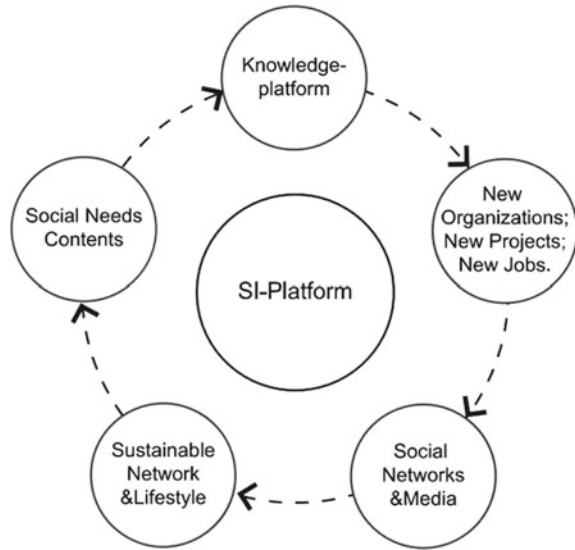 Knowledge-
platform
New
Organizations;
New Projects;
New Jobs.
Social Needs
Contents
SI-Platform
Sustainable
Network
&Lifestyle
Social
Networks
&Media